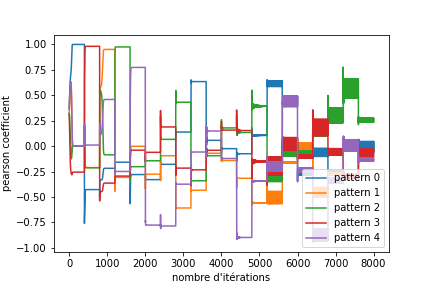 1.00
0.75
0.50
0.25
0.00
−0.25
−0.50
−0.75
−1.00
pearson coefficient
pattern 0
pattern 1
pattern 2
pattern 3
pattern 4
0 1000 2000 3000 4000 5000 6000 7000 8000
nombre d'itérations